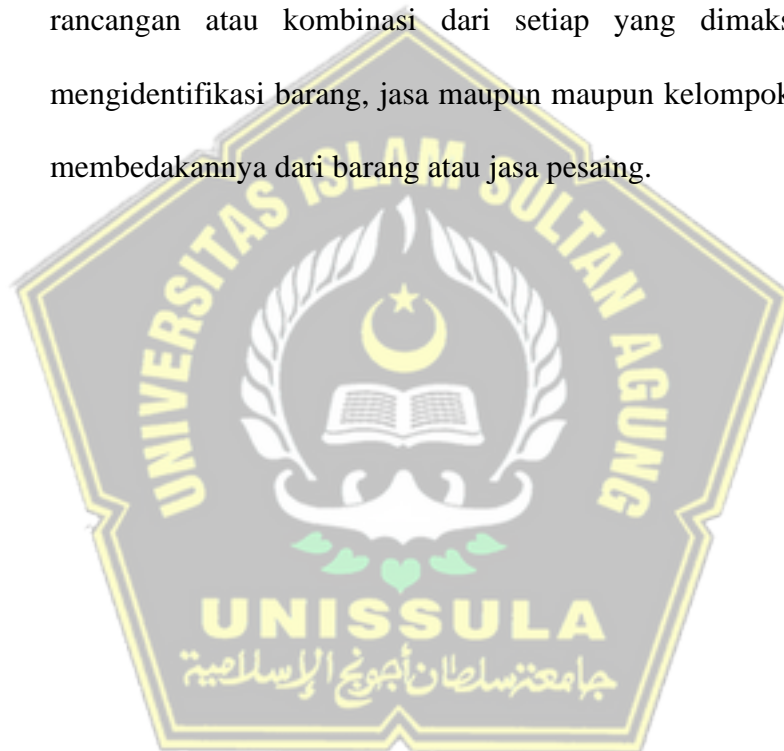 rancangan atau kombinasi dari setiap yang dimaks
mengidentifikasi barang, jasa maupun maupun kelompok
membedakannya dari barang atau jasa pesaing.
UNIVERSITAS ISLAM SULTAN AGUNG
UNISSULA
جامعة سلطان أجونج الإسلامية